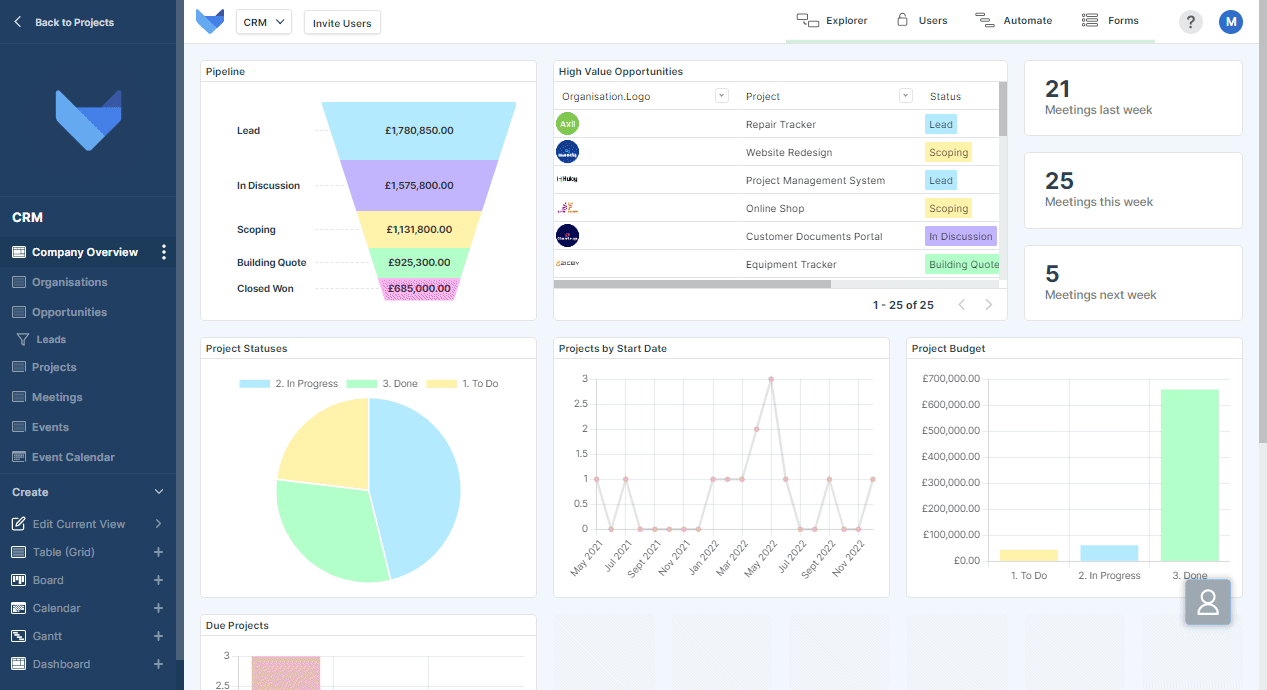 Back to Projects
CRM
Invite Users
Explorer
Users
Automate
Forms
?
M
CRM
Company Overview
Organisations
Opportunities
Leads
Projects
Meetings
Events
Event Calendar
Create
Edit Current View
Table (Grid)
Board
Calendar
Gantt
Dashboard
Pipeline
Lead £1,780,850.00
In Discussion £1,575,800.00
Scoping £1,131,800.00
Building Quote £925,300.00
Closed Won £685,000.00
High Value Opportunities
Organisation.Logo Project Status
Axil Repair Tracker Lead
Website Redesign Scoping
Huloy Project Management System Lead
Online Shop Scoping
Customer Documents Portal In Discussion
Equipment Tracker Building Quote
1 - 25 of 25
21
Meetings last week
25
Meetings this week
5
Meetings next week
Project Statuses
2. In Progress 3. Done 1. To Do
Projects by Start Date
3
2.5
2
1.5
1
0.5
0
May 2021 Jul 2021 Sept 2021 Nov 2021 Jan 2022 Mar 2022 May 2022 Jul 2022 Sept 2022 Nov 2022
Project Budget
£700,000.00
£600,000.00
£500,000.00
£400,000.00
£300,000.00
£200,000.00
£100,000.00
£0.00
1. To Do 2. In Progress 3. Done
Due Projects
3
2.5